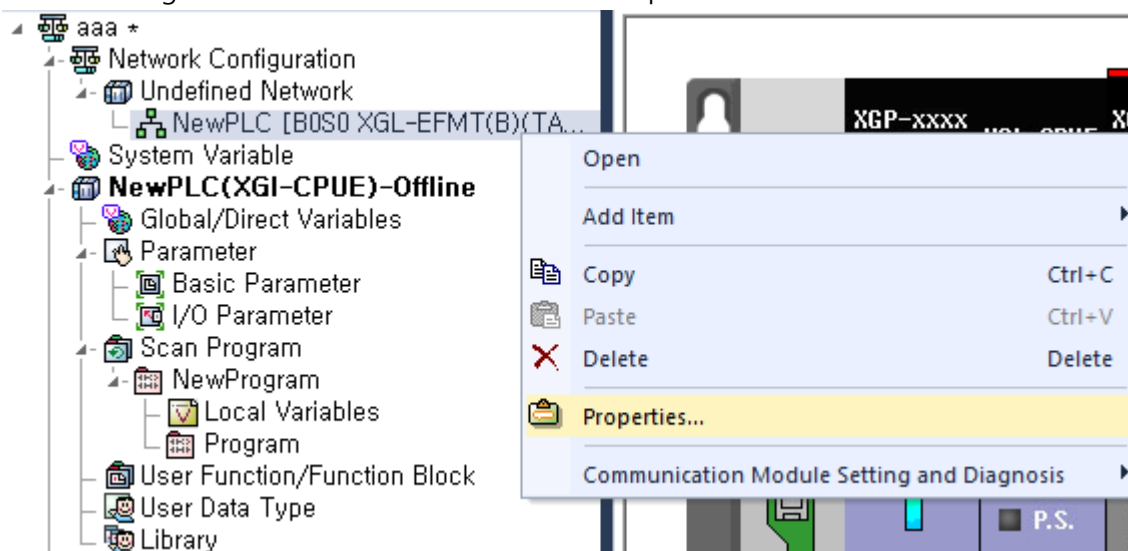 aaa *
Network Configuration
Undefined Network
NewPLC [B0S0 XGL-EFMT(B)(TA...
System Variable
NewPLC(XGI-CPUE)-Offline
Global/Direct Variables
Parameter
Basic Parameter
I/O Parameter
Scan Program
NewProgram
Local Variables
Program
User Function/Function Block
User Data Type
Library
XGP-xxxx
Open
Add Item
Copy Ctrl+C
Paste Ctrl+V
Delete Delete
Properties...
Communication Module Setting and Diagnosis
P.S.